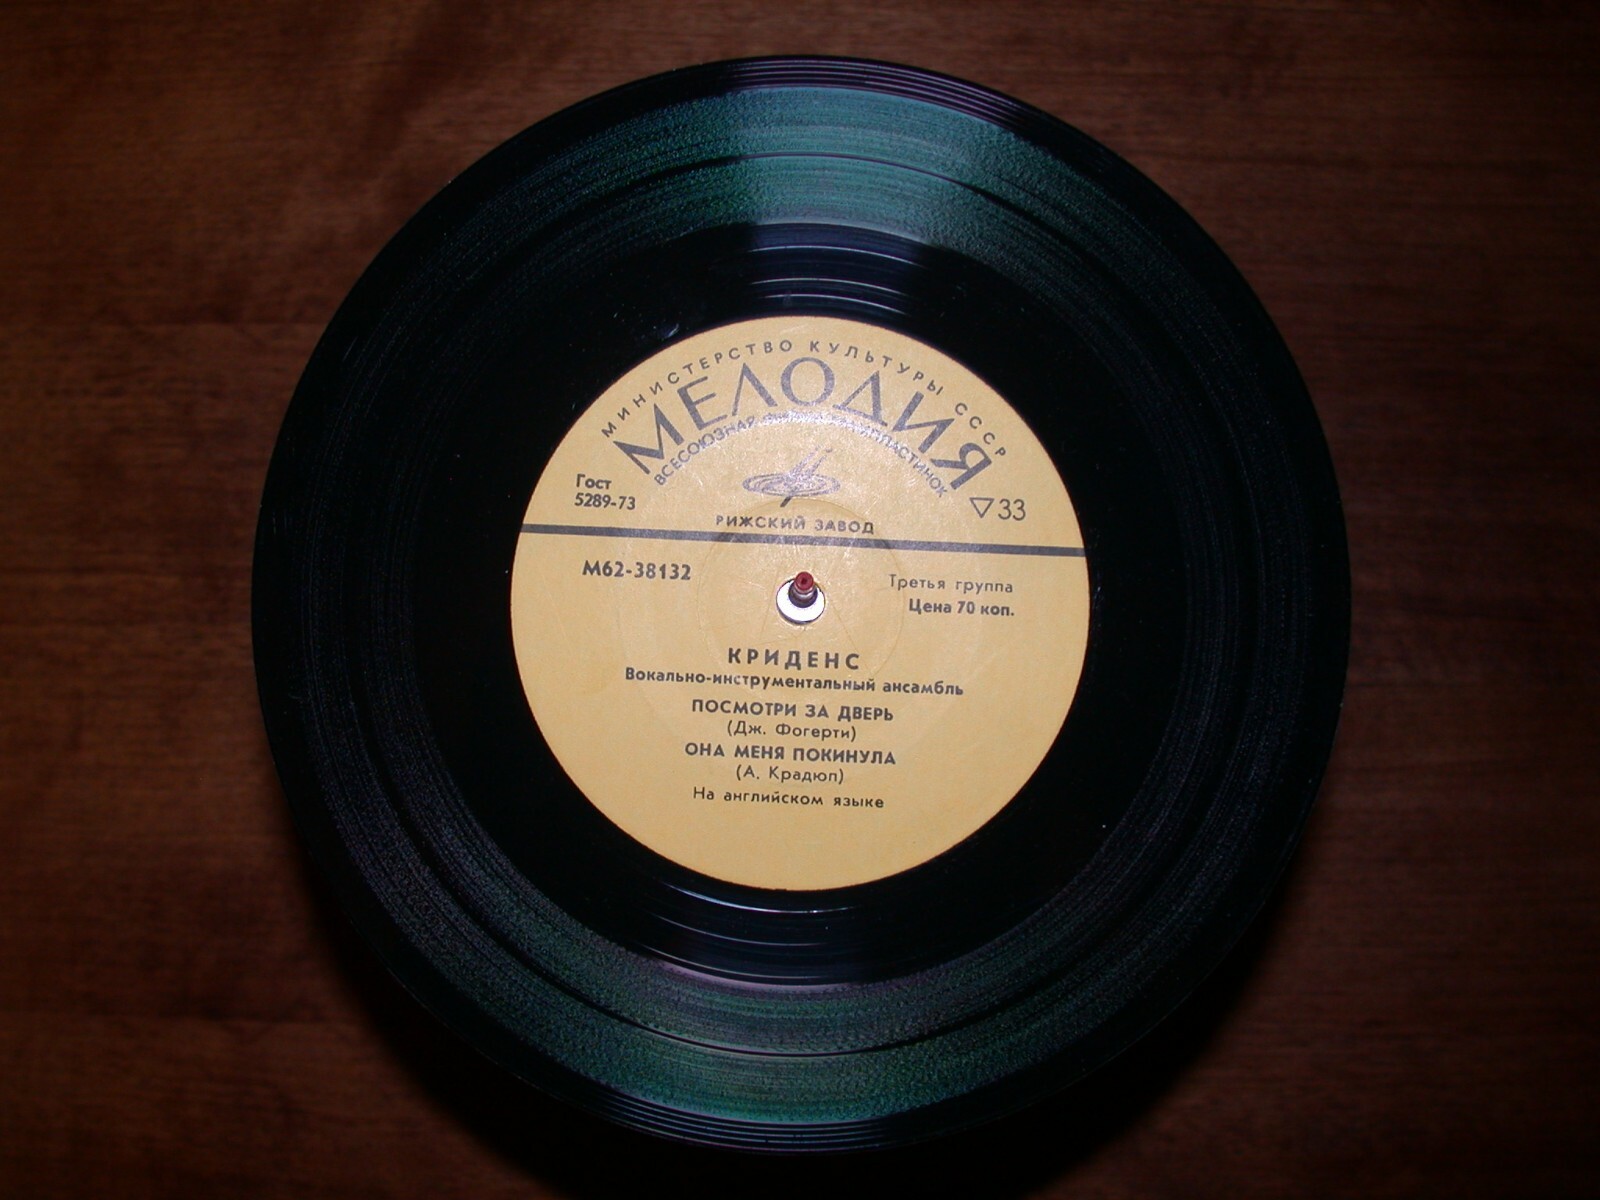 МИНИСТЕРСТВО КУЛЬТУРЫ СССР
МЕЛОДИЯ
ВСЕСОЮЗНАЯ ГРАМПЛАСТИНОК
Гост
5289-73
▽33
РИЖСКИЙ ЗАВОД
М62-38132
Третья группа
Цена 70 коп.
КРИДЕНС
Вокально-инструментальный ансамбль
ПОСМОТРИ ЗА ДВЕРЬ
(Дж. Фогерти)
ОНА МЕНЯ ПОКИНУЛА
(А. Крадюп)
На английском языке